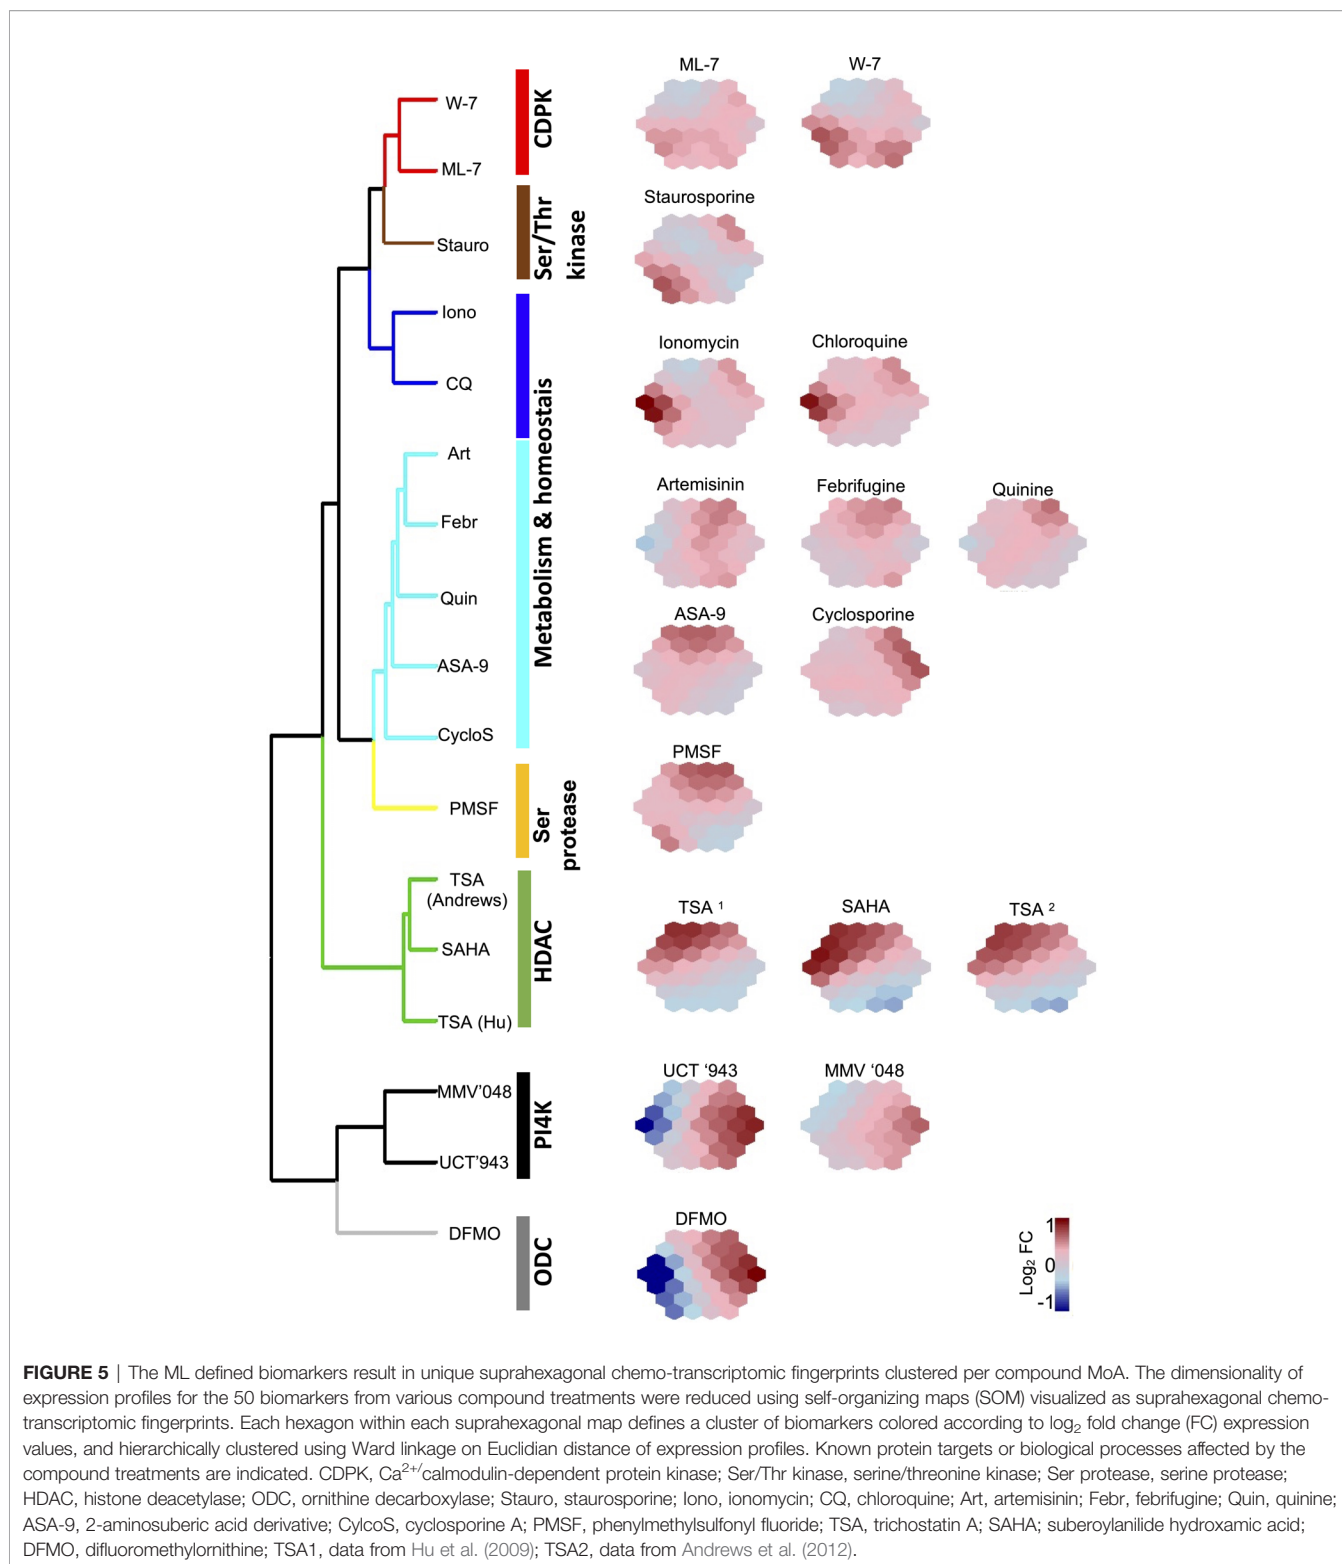 ML-7
W-7
W-7
CDPK
ML-7
Staurosporine
Stauro
Ser/Thr
kinase
Iono
Ionomycin
Chloroquine
CQ
Metabolism & homeostais
Art
Artemisinin
Febrifugine
Quinine
Febr
Quin
ASA-9
Cyclosporine
ASA-9
CycloS
PMSF
PMSF
Ser
protease
TSA
(Andrews)
TSA 1
SAHA
TSA 2
SAHA
HDAC
TSA (Hu)
UCT '943
MMV '048
MMV'048
PI4K
UCT'943
DFMO
DFMO
ODC
Log₂ FC
1
0
-1
FIGURE 5 | The ML defined biomarkers result in unique suprahexagonal chemo-transcriptomic fingerprints clustered per compound MoA. The dimensionality of
expression profiles for the 50 biomarkers from various compound treatments were reduced using self-organizing maps (SOM) visualized as suprahexagonal chemo-
transcriptomic fingerprints. Each hexagon within each suprahexagonal map defines a cluster of biomarkers colored according to log₂ fold change (FC) expression
values, and hierarchically clustered using Ward linkage on Euclidian distance of expression profiles. Known protein targets or biological processes affected by the
compound treatments are indicated. CDPK, Ca²⁺/calmodulin-dependent protein kinase; Ser/Thr kinase, serine/threonine kinase; Ser protease, serine protease;
HDAC, histone deacetylase; ODC, ornithine decarboxylase; Stauro, staurosporine; Iono, ionomycin; CQ, chloroquine; Art, artemisinin; Febr, febrifugine; Quin, quinine;
ASA-9, 2-aminosuberic acid derivative; CylcoS, cyclosporine A; PMSF, phenylmethylsulfonyl fluoride; TSA, trichostatin A; SAHA; suberoylanilide hydroxamic acid;
DFMO, difluoromethylornithine; TSA1, data from Hu et al. (2009); TSA2, data from Andrews et al. (2012).